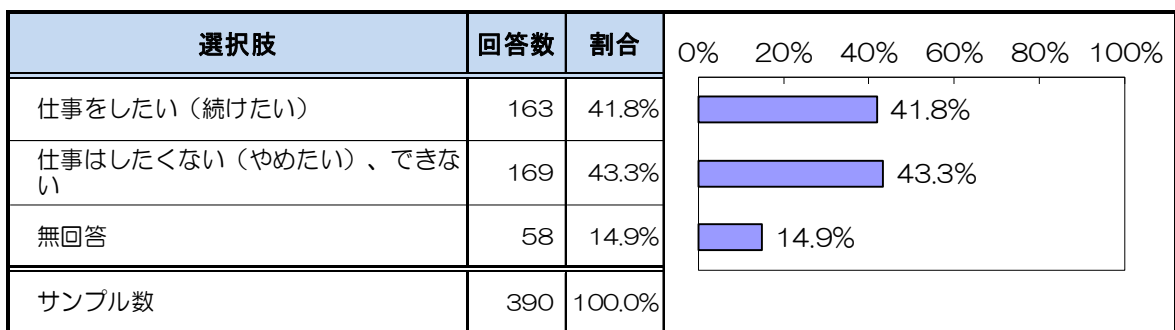 選択肢 回答数 割合
0% 20% 40% 60% 80% 100%
仕事をしたい（続けたい） 163 41.8%
41.8%
仕事はしたくない（やめたい）、できな
い
169 43.3%
43.3%
無回答 58 14.9%
14.9%
サンプル数 390 100.0%